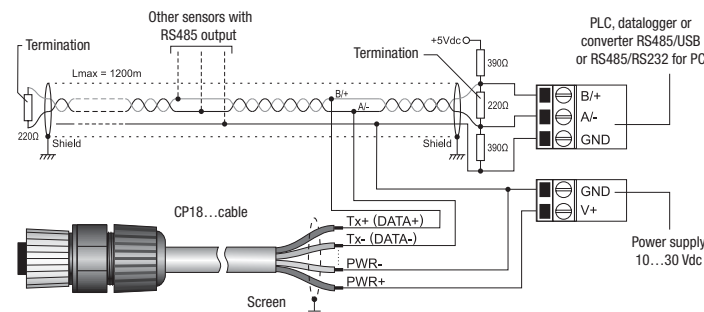 Other sensors with
RS485 output
Termination
Lmax = 1200m
220Ω
Shield
B/+
A/-
Termination
+5Vdc
390Ω
220Ω
390Ω
Shield
PLC, datalogger or
converter RS485/USB
or RS485/RS232 for PC
B/+
A/-
GND
GND
V+
Power supply
10...30 Vdc
CP18...cable
Tx+ (DATA+)
Tx- (DATA-)
PWR-
PWR+
Screen